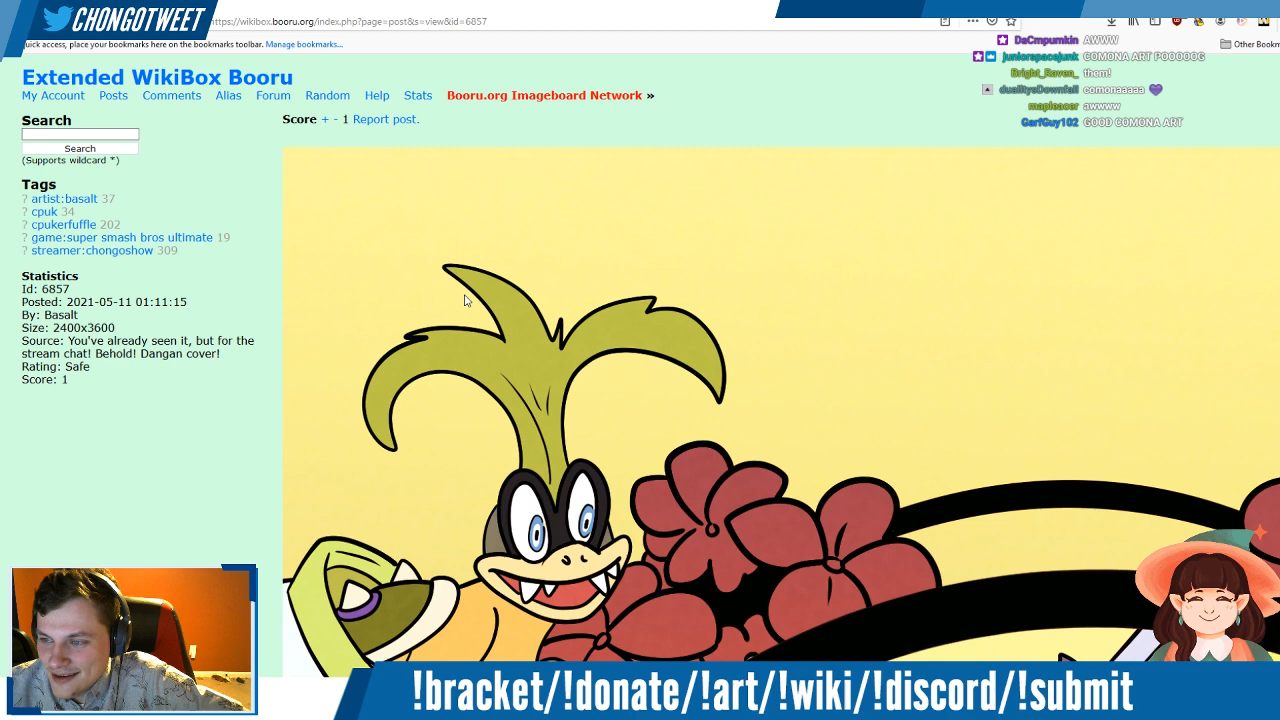 CHONGOTWEET
https://wikibox.booru.org/index.php?page=post&s=view&id=6857
quick access, place your bookmarks here on the bookmarks toolbar. Manage bookmarks...
Other Bookm
DaCmpumkin AWWW
juniorspacejunk COMONA ART POOOOOG
Bright_Raven_ thom!
dualitysDownfall comonaaaaa 💜
mapleacer awwww
GarfGuy102 GOOD COMONA ART
Extended WikiBox Booru
My Account Posts Comments Alias Forum Random Help Stats Booru.org Imageboard Network »
Search
Search
(Supports wildcard *)
Score + - 1 Report post.
Tags
? artist:basalt 37
? cpuk 34
? cpukerfuffle 202
? game:super smash bros ultimate 19
? streamer:chongoshow 309
Statistics
Id: 6857
Posted: 2021-05-11 01:11:15
By: Basalt
Size: 2400x3600
Source: You've already seen it, but for the
stream chat! Behold! Dangan cover!
Rating: Safe
Score: 1
!bracket/!donate/!art/!wiki/!discord/!submit